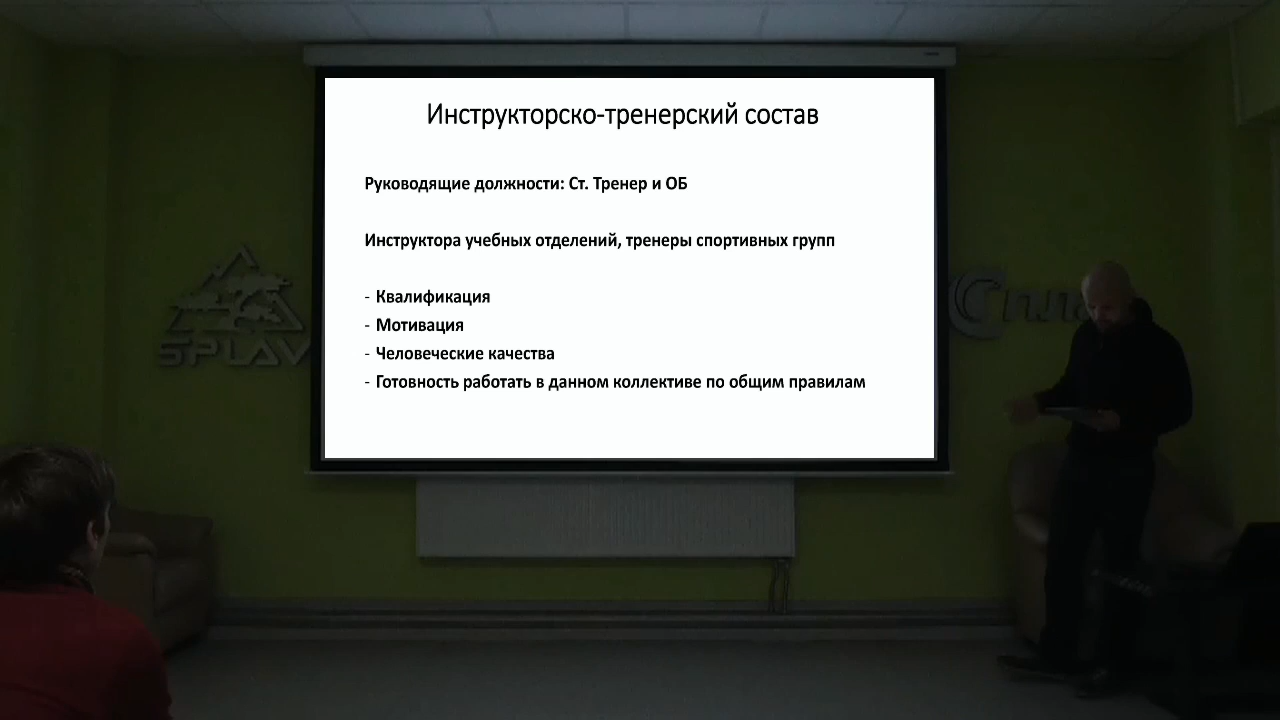 Инструкторско-тренерский состав
Руководящие должности: Ст. Тренер и ОБ
Инструктора учебных отделений, тренеры спортивных групп
- Квалификация
- Мотивация
- Человеческие качества
- Готовность работать в данном коллективе по общим правилам
SPLAV
Спла